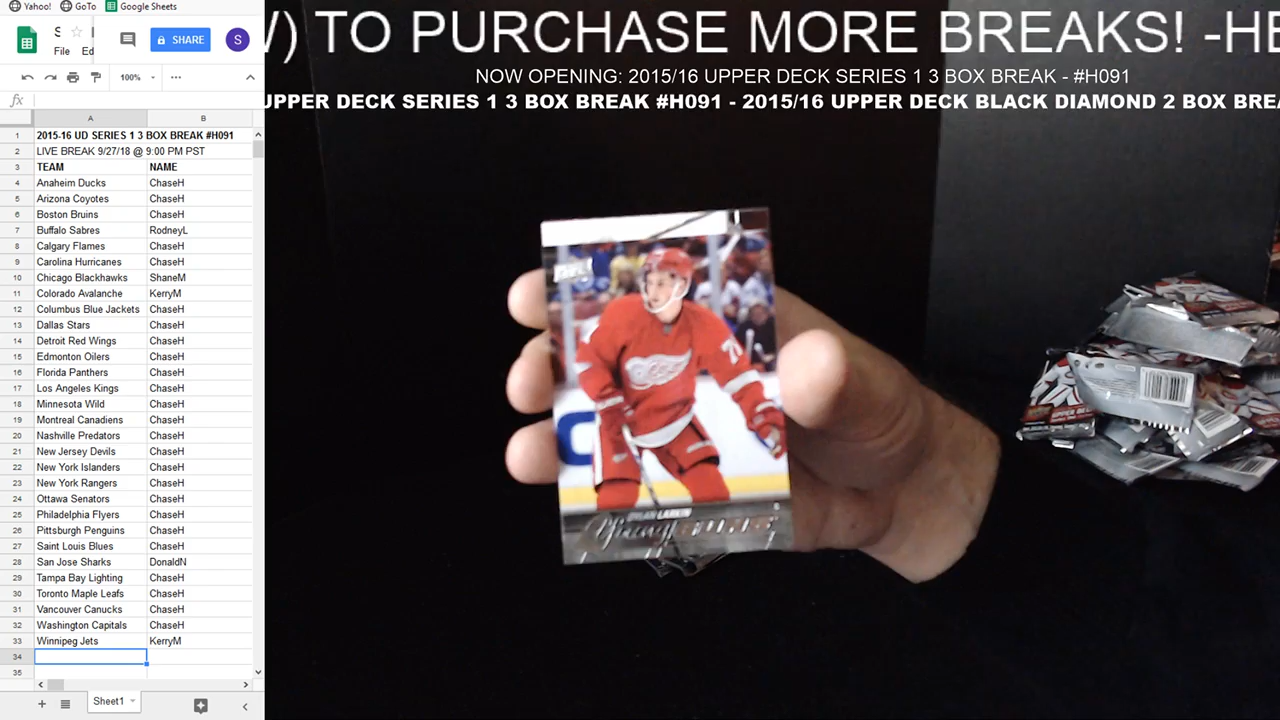 Yahoo! GoTo Google Sheets
S
File Ed
SHARE
S
100%
fx
A B
1 2015-16 UD SERIES 1 3 BOX BREAK #H091
2 LIVE BREAK 9/27/18 @ 9:00 PM PST
3 TEAM NAME
4 Anaheim Ducks ChaseH
5 Arizona Coyotes ChaseH
6 Boston Bruins ChaseH
7 Buffalo Sabres RodneyL
8 Calgary Flames ChaseH
9 Carolina Hurricanes ChaseH
10 Chicago Blackhawks ShaneM
11 Colorado Avalanche KerryM
12 Columbus Blue Jackets ChaseH
13 Dallas Stars ChaseH
14 Detroit Red Wings ChaseH
15 Edmonton Oilers ChaseH
16 Florida Panthers ChaseH
17 Los Angeles Kings ChaseH
18 Minnesota Wild ChaseH
19 Montreal Canadiens ChaseH
20 Nashville Predators ChaseH
21 New Jersey Devils ChaseH
22 New York Islanders ChaseH
23 New York Rangers ChaseH
24 Ottawa Senators ChaseH
25 Philadelphia Flyers ChaseH
26 Pittsburgh Penguins ChaseH
27 Saint Louis Blues ChaseH
28 San Jose Sharks DonaldN
29 Tampa Bay Lighting ChaseH
30 Toronto Maple Leafs ChaseH
31 Vancouver Canucks ChaseH
32 Washington Capitals ChaseH
33 Winnipeg Jets KerryM
34
35
Sheet1
W) TO PURCHASE MORE BREAKS! -HE
NOW OPENING: 2015/16 UPPER DECK SERIES 1 3 BOX BREAK - #H091
UPPER DECK SERIES 1 3 BOX BREAK #H091 - 2015/16 UPPER DECK BLACK DIAMOND 2 BOX BREA
DYLAN LARKIN
Young Guns